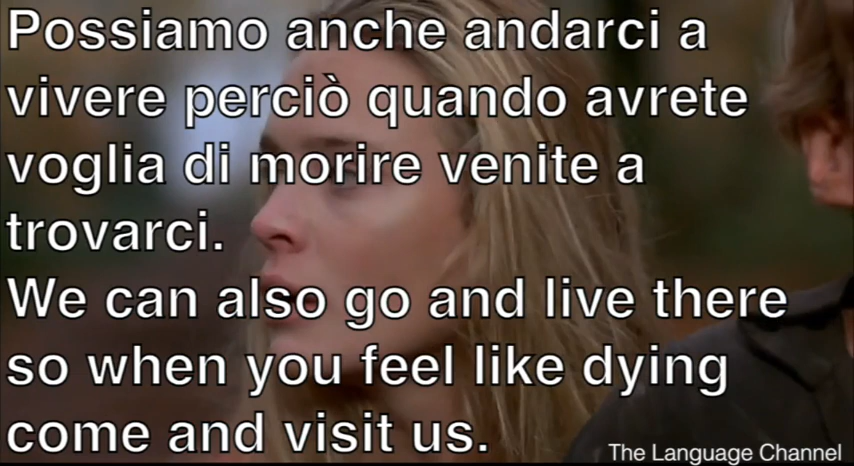 Possiamo anche andarci a
vivere perciò quando avrete
voglia di morire venite a
trovarci.
We can also go and live there
so when you feel like dying
come and visit us.
The Language Channel